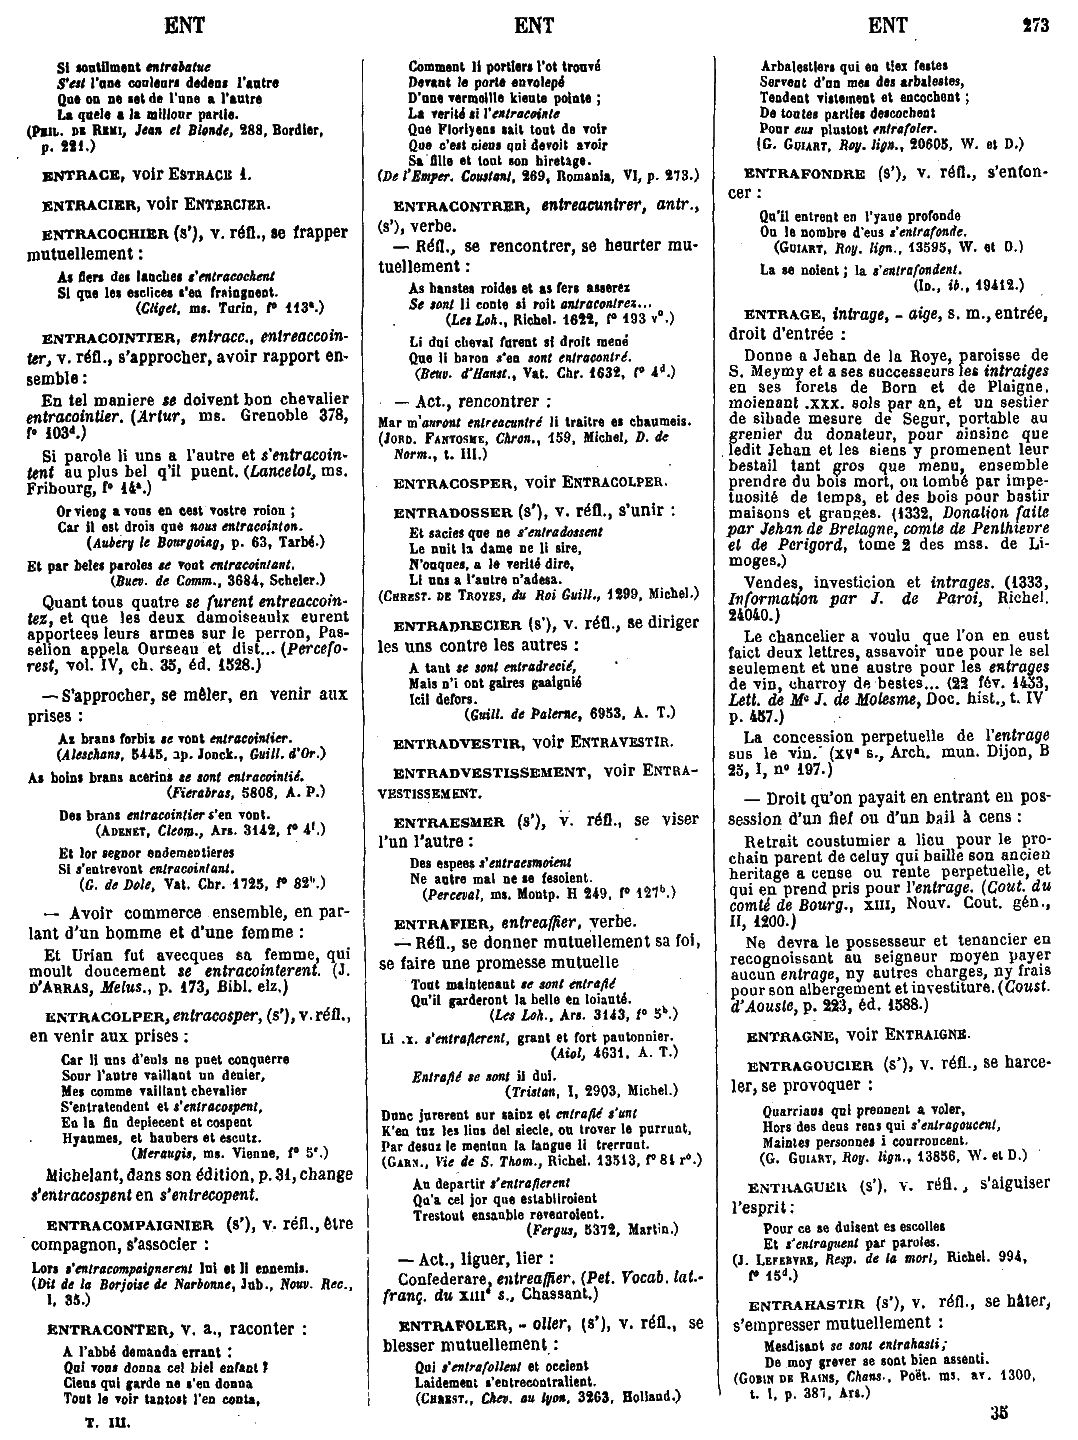 ENT
ENT
ENT 273
Si soutilment entrabatue
S'est l'une couleurs dedens l'autre
Que on ne set de l'une a l'autre
La quele a la millour partie.
(PHIL. DE REMI, Jean et Blonde, 288, Bordier,
p. 221.)
ENTRACE, voir ESTRACE 1.
ENTRACIER, voir ENTERCIER.
ENTRACOCHIER (s'), v. réfl., se frapper
mutuellement :
As fiers des lanches s'entracochent
Si que les esclices s'en fraingnent.
(Cliget, ms. Turin, f° 113ª.)
ENTRACOINTIER, entracc., entreaccoin-
ter, v. réfl., s'approcher, avoir rapport en-
semble :
En tel maniere se doivent bon chevalier
entracointier. (Artur, ms. Grenoble 378,
f° 103ᵈ.)
Si parole li uns a l'autre et s'entracoin-
tent au plus bel q'il puent. (Lancelot, ms.
Fribourg, f° 14ª.)
Or vieng a vous en cest vostre roion ;
Car il est drois que nous entracointon.
(Aubery le Bourgoing, p. 63, Tarbé.)
Et par beles paroles se vont entracointant.
(Buev. de Comm., 3684, Scheler.)
Quant tous quatre se furent entreaccoin-
tez, et que les deux damoiseaulx eurent
apportees leurs armes sur le perron, Pas-
selion appela Ourseau et dist... (Percefo-
rest, vol. IV, ch. 35, éd. 1528.)
— S'approcher, se mêler, en venir aux
prises :
Az brans forbiz se vont entracointier.
(Aleschans, 5445, ap. Jonck., Guill. d'Or.)
As boins brans acerins se sont entracointié.
(Fierabras, 5808, A. P.)
Des brans entracointier s'en vont.
(ADENET, Cleom., Ars. 3142, f° 4ᶠ.)
Et lor segnor endementieres
Si s'entrevont entracointant.
(G. de Dole, Vat. Chr. 1725, f° 82ᵇ.)
— Avoir commerce ensemble, en par-
lant d'un homme et d'une femme :
Et Urian fut avecques sa femme, qui
moult doucement se entracointerent. (J.
D'ARRAS, Melus., p. 173, Bibl. elz.)
ENTRACOLPER, entracosper, (s'), v. réfl.,
en venir aux prises :
Car li uns d'euls ne puet conquerre
Sour l'autre vaillant un denier,
Mes comme vaillant chevalier
S'entratendent et s'entracospent,
En la fin depiecent et cospent
Hyaumes, et haubers et escutz.
(Meraugis, ms. Vienne, f° 5ᵉ.)
Michelant, dans son édition, p. 31, change
s'entracospent en s'entrecopent.
ENTRACOMPAIGNIER (s'), v. réfl., être
compagnon, s'associer :
Lors s'entracompaignerent lui et li ennemis.
(Dit de la Borjoise de Narbonne, Jub., Nouv. Rec.,
I, 35.)
ENTRACONTER, v. a., raconter :
A l'abbé demanda errant :
Qui vous donna cel biel enfant ?
Ciens qui garde ne s'en donna
Tout le voir tantost l'en conta,
T. III.
Comment li portiers l'ot trouvé
Devant le porte envolepé
D'une vermeille kieute pointe ;
La verité si l'entracointe
Que Floriyens sait tout de voir
Que c'est ciens qui devoit avoir
Sa fille et tout son hiretage.
(De l'Emper. Coustant, 269, Romania, VI, p. 273.)
ENTRACONTRER, entreacuntrer, antr.,
(s'), verbe.
— Réfl., se rencontrer, se heurter mu-
tuellement :
As hanstes roides et as fers asserez
Se sont li conte si roit antracontrez...
(Les Loh., Richel. 1622, f° 193 v°.)
Li dui cheval furent si droit mené
Que li baron s'en sont entracontré.
(Beuv. d'Hanst., Vat. Chr. 1632, f° 4ᵈ.)
— Act., rencontrer :
Mar m'auront entreacuntré li traitre es chaumeis.
(JORD. FANTOSME, Chron., 159, Michel, D. de
Norm., t. III.)
ENTRACOSPER, voir ENTRACOLPER.
ENTRADOSSER (s'), v. réfl., s'unir :
Et sacies que ne s'entradossent
Le nuit la dame ne li sire,
N'onques, a le verité dire,
Li uns a l'autre n'adesa.
(CHREST. DE TROYES, du Roi Guill., 1299, Michel.)
ENTRADRECIER (s'), v. réfl., se diriger
les uns contre les autres :
A tant se sont entradrecié,
Mais n'i ont gaires gaaignié
Icil defors.
(Guill. de Palerne, 6953, A. T.)
ENTRADVESTIR, voir ENTRAVESTIR.
ENTRADVESTISSEMENT, voir ENTRA-
VESTISSEMENT.
ENTRAESMER (s'), v. réfl., se viser
l'un l'autre :
Des espees s'entraesmoient
Ne autre mal ne se fesoient.
(Perceval, ms. Montp. H 249, f° 127ᵇ.)
ENTRAFIER, entreaffier, verbe.
— Réfl., se donner mutuellement sa foi,
se faire une promesse mutuelle
Tout maintenant se sont entrafié
Qu'il garderont la belle en loiauté.
(Les Loh., Ars. 3143, f° 5ᵇ.)
Li .x. s'entrafierent, grant et fort pautonnier.
(Aiol, 4631, A. T.)
Entrafié se sont il dui.
(Tristan, I, 2903, Michel.)
Dunc jurerent sur sainz et entrafié s'unt
K'en tuz les lius del siecle, ou trover le purrunt,
Par desuz le mentun la langue li trerrunt.
(GARN., Vie de S. Thom., Richel. 13513, f° 81 r°.)
Au departir s'entrafierent
Qu'a cel jor que establiroient
Trestout ensanble revenroient.
(Fergus, 5372, Martin.)
— Act., liguer, lier :
Confederare, entreaffier. (Pet. Vocab. lat.-
franç. du XIIIᵉ s., Chassant.)
ENTRAFOLER, - oller, (s'), v. réfl., se
blesser mutuellement :
Qui s'entrafollent et occient
Laidement s'entrecontralient.
(CHREST., Chev. au lyon, 3263, Holland.)
Arbalestiers qui en tiex festes
Servent d'un mes des arbalestes,
Tendent vistement et encochent ;
De toutes parties descochent
Pour eus plustost entrafoler.
(G. GUIART, Roy. lign., 20605, W. et D.)
ENTRAFONDRE (s'), v. réfl., s'enfon-
cer :
Qu'il entrent en l'yaue profonde
Ou le nombre d'eus s'entrafonde.
(GUIART, Roy. lign., 13595, W. et D.)
La se noient ; la s'entrafondent.
(ID., ib., 19412.)
ENTRAGE, intrage, - aige, s. m., entrée,
droit d'entrée :
Donne a Jehan de la Roye, paroisse de
S. Meymy et a ses successeurs les intraiges
en ses forets de Born et de Plaigne,
moienant .xxx. sols par an, et un sestier
de sibade mesure de Segur, portable au
grenier du donateur, pour ainsinc que
ledit Jehan et les siens y promenent leur
bestail tant gros que menu, ensemble
prendre du bois mort, ou tombé par impe-
tuosité de temps, et des bois pour bastir
maisons et granges. (1332, Donation faite
par Jehan de Bretagne, comte de Penthievre
et de Perigord, tome 2 des mss. de Li-
moges.)
Vendes, investicion et intrages. (1333,
Information par J. de Paroi, Richel.
24040.)
Le chancelier a voulu que l'on en eust
faict deux lettres, assavoir une pour le sel
seulement et une austre pour les entrages
de vin, charroy de bestes... (22 fév. 1433,
Lett. de Mᵉ J. de Molesme, Doc. hist., t. IV
p. 457.)
La concession perpetuelle de l'entrage
sus le vin. (XVᵉ s., Arch. mun. Dijon, B
25, I, n° 197.)
— Droit qu'on payait en entrant en pos-
session d'un fief ou d'un bail à cens :
Retrait coustumier a lieu pour le pro-
chain parent de celuy qui baille son ancien
heritage a cense ou rente perpetuelle, et
qui en prend pris pour l'entrage. (Cout. du
comté de Bourg., XIII, Nouv. Cout. gén.,
II, 1200.)
Ne devra le possesseur et tenancier en
recognoissant au seigneur moyen payer
aucun entrage, ny autres charges, ny frais
pour son albergement et investiture. (Coust.
d'Aouste, p. 223, éd. 1588.)
ENTRAGNE, voir ENTRAIGNE.
ENTRAGOUCIER (s'), v. réfl., se harce-
ler, se provoquer :
Quarriaus qui prennent a voler,
Hors des deus rens qui s'entragoucent,
Maintes personnes i courroucent.
(G. GUIART, Roy. lign., 13856, W. et D.)
ENTRAGUER (s'), v. réfl., s'aiguiser
l'esprit :
Pour ce se duisent es escolles
Et s'entraguent par paroles.
(J. LEFEBVRE, Resp. de la mort, Richel. 994,
f° 15ᵈ.)
ENTRAHASTIR (s'), v. réfl., se hâter,
s'empresser mutuellement :
Mesdisant se sont entrahasti ;
De moy grever se sont bien assenti.
(GOBIN DE RAINS, Chans., Poët. ms. av. 1300,
t. I, p. 387, Ars.)
35